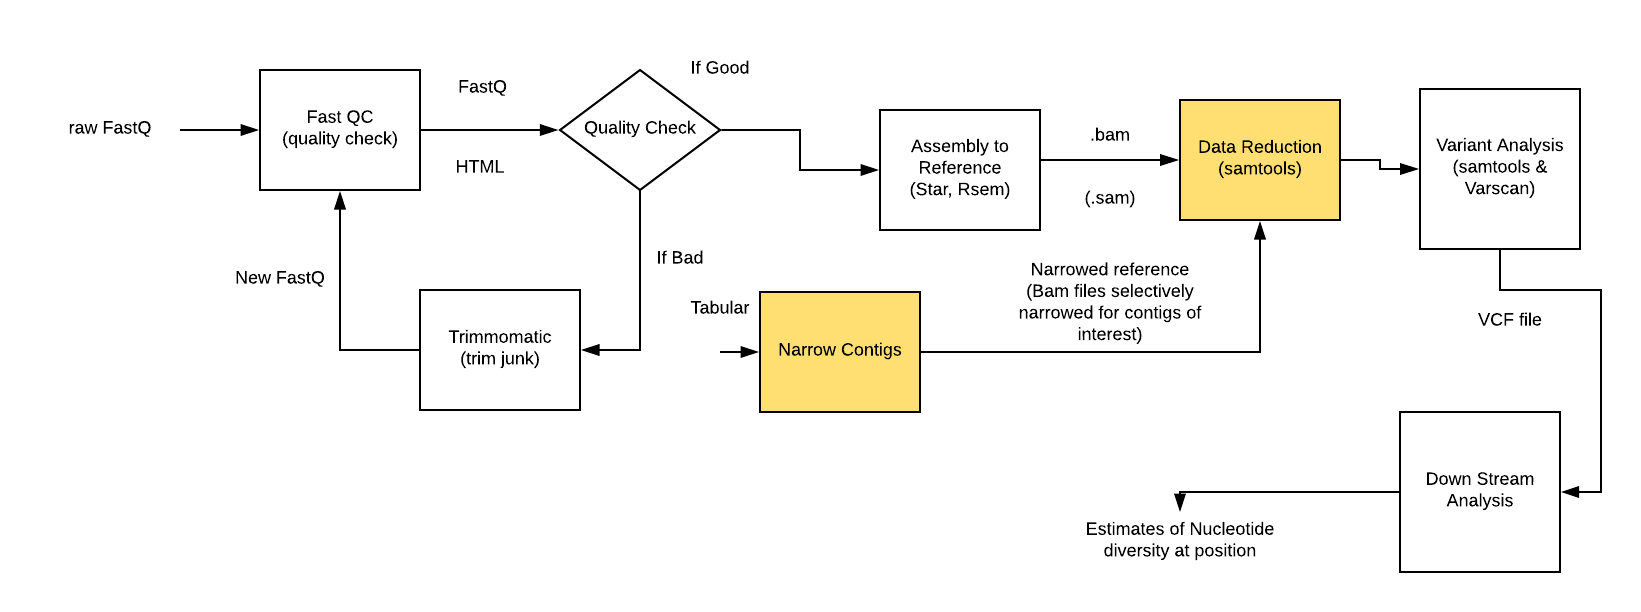 raw FastQ
Fast QC
(quality check)
FastQ
HTML
Quality Check
If Good
If Bad
New FastQ
Trimmomatic
(trim junk)
Assembly to
Reference
(Star, Rsem)
.bam
(.sam)
Data Reduction
(samtools)
Variant Analysis
(samtools &
Varscan)
Tabular
Narrow Contigs
Narrowed reference
(Bam files selectively
narrowed for contigs of
interest)
VCF file
Down Stream
Analysis
Estimates of Nucleotide
diversity at position